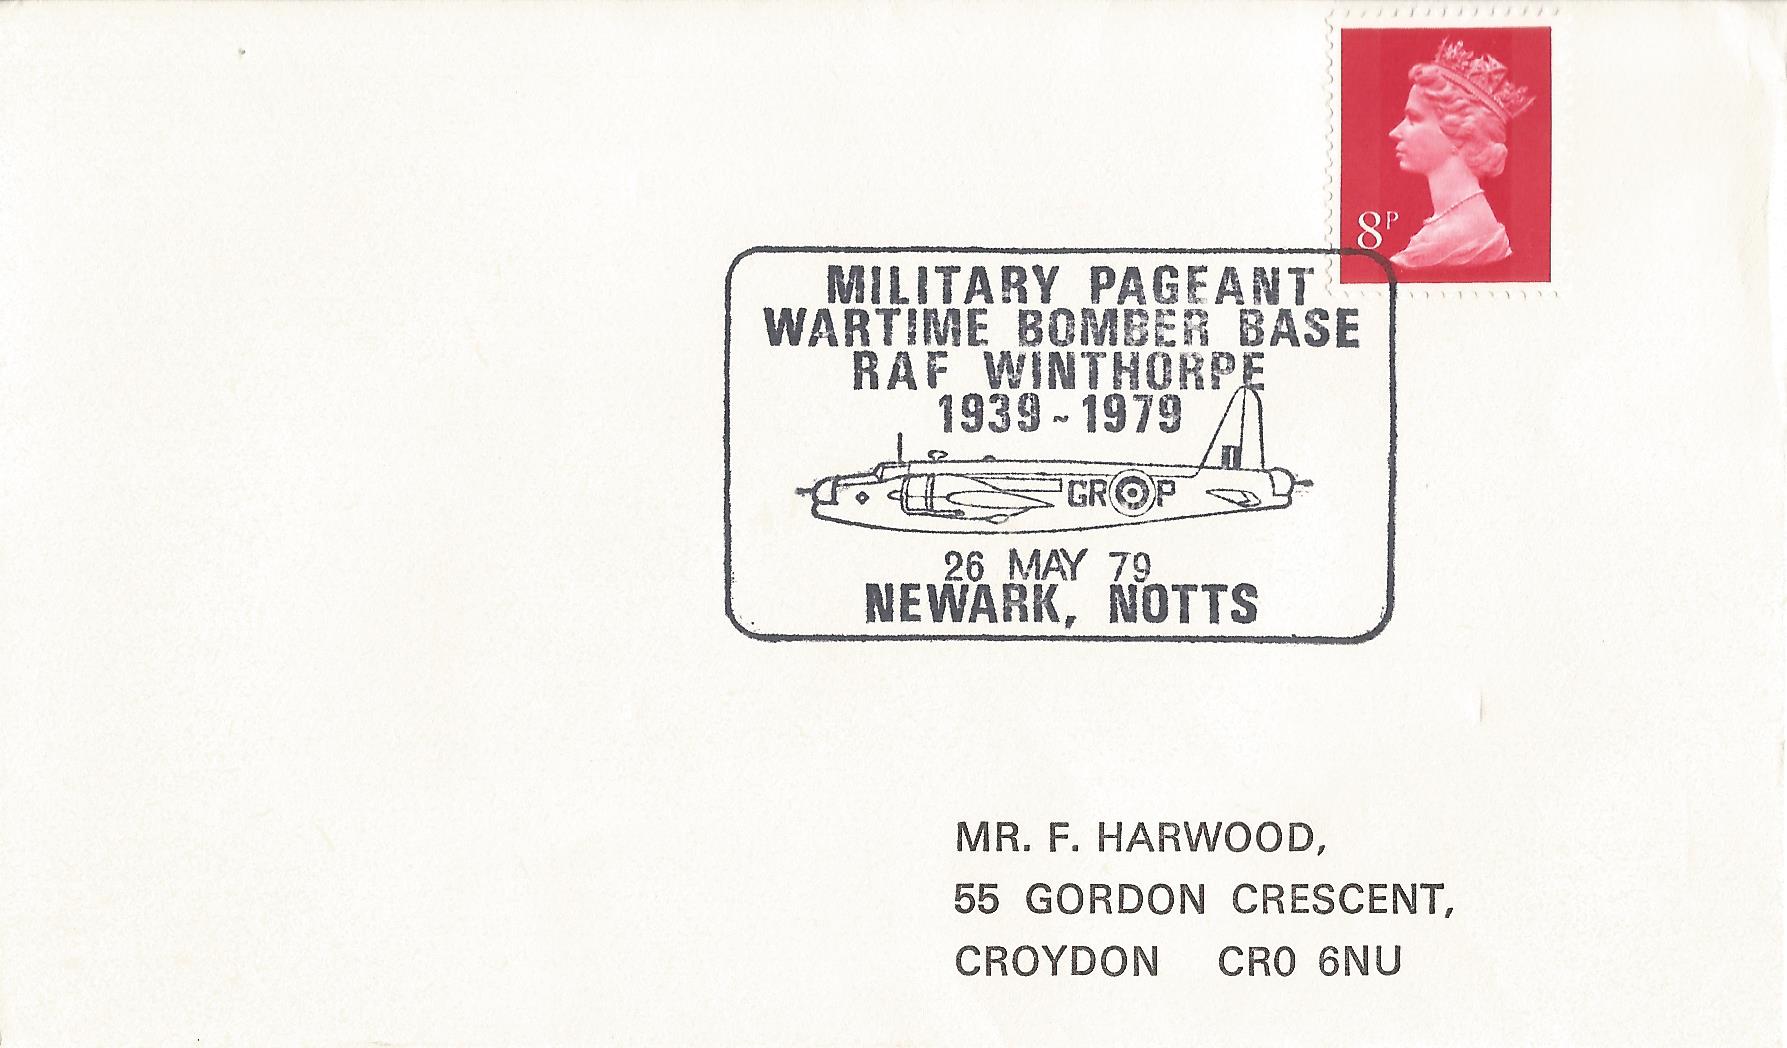 8P
MILITARY PAGEANT
WARTIME BOMBER BASE
RAF WINTHORPE
1939~1979
GR P
26 MAY 79
NEWARK, NOTTS
MR. F. HARWOOD,
55 GORDON CRESCENT,
CROYDON CR0 6NU